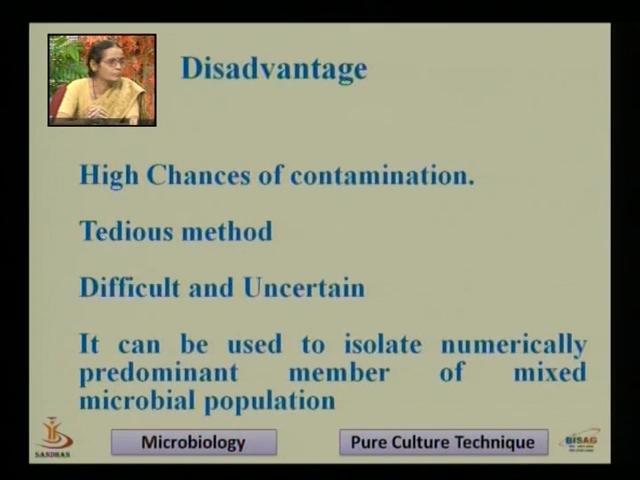 Disadvantage
High Chances of contamination.
Tedious method
Difficult and Uncertain
It can be used to isolate numerically
predominant member of mixed
microbial population
SANDHAN
Microbiology
Pure Culture Technique
BISAG